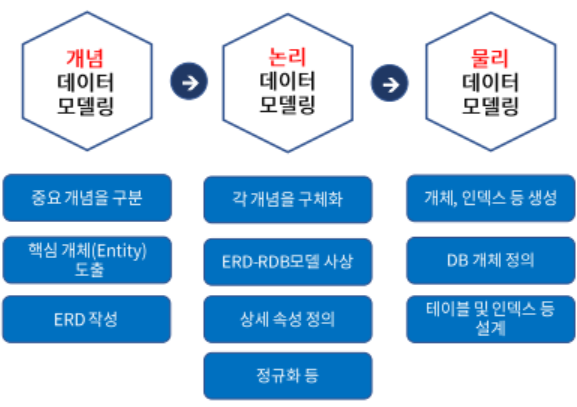 개념
데이터
모델링
논리
데이터
모델링
물리
데이터
모델링
중요 개념을 구분
핵심 개체(Entity)
도출
ERD 작성
각 개념을 구체화
ERD-RDB모델 사상
상세 속성 정의
정규화 등
개체, 인덱스 등 생성
DB 개체 정의
테이블 및 인덱스 등
설계